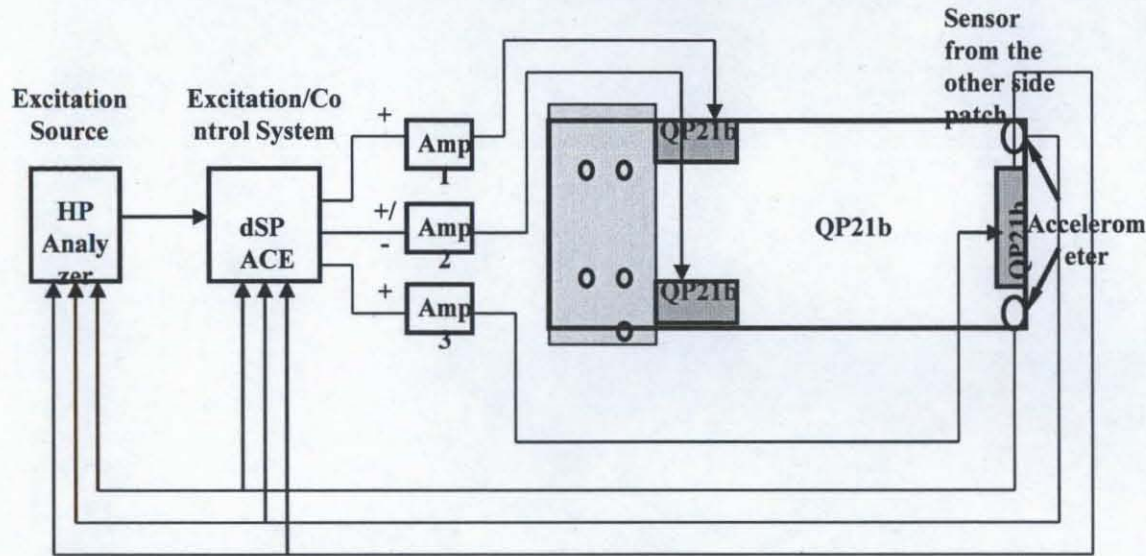 Sensor
from the
other side
patch
Excitation
Source
Excitation/Co
ntrol System
+
Amp
1
QP21b
HP
Analy
zer
dSP
ACE
+/
-
Amp
2
QP21b
QP21b
Accelerom
eter
+
Amp
3
QP21b